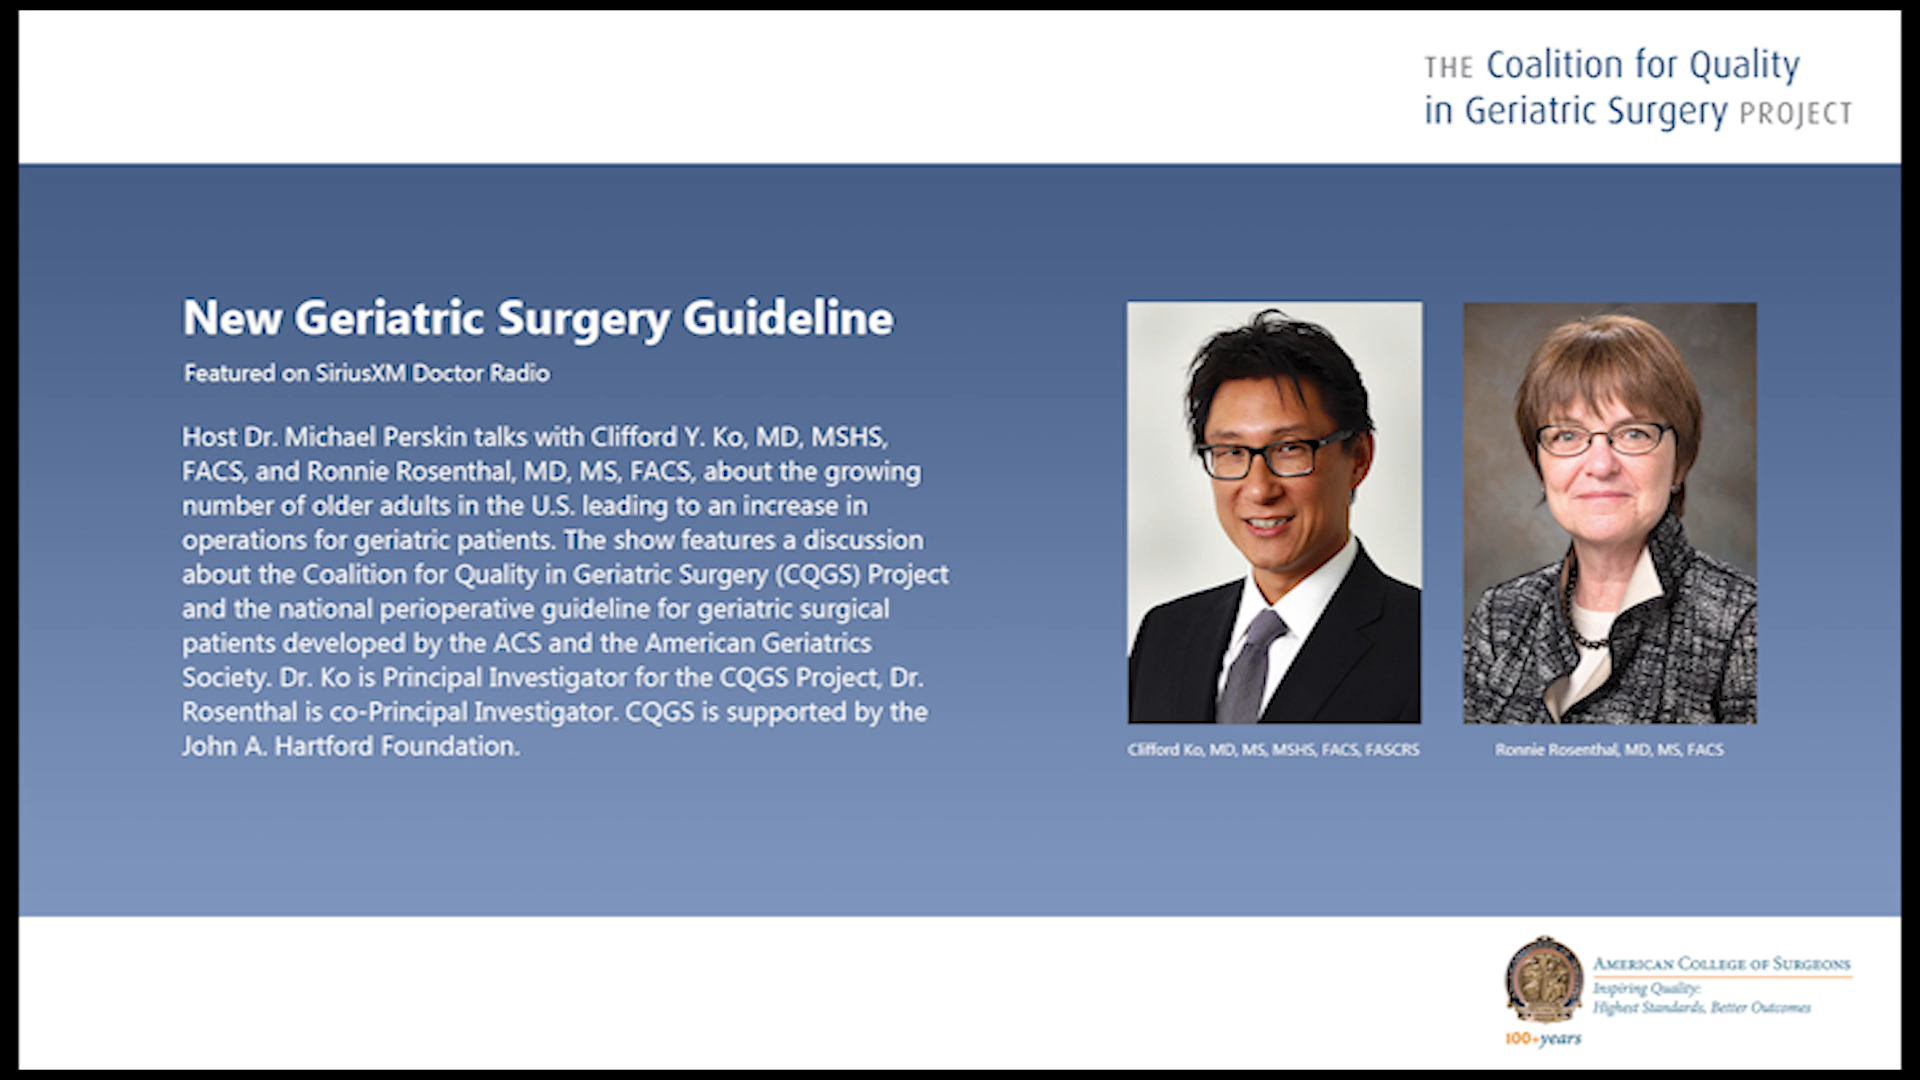 THE Coalition for Quality
in Geriatric Surgery PROJECT
New Geriatric Surgery Guideline
Featured on SiriusXM Doctor Radio
Host Dr. Michael Perskin talks with Clifford Y. Ko, MD, MSHS,
FACS, and Ronnie Rosenthal, MD, MS, FACS, about the growing
number of older adults in the U.S. leading to an increase in
operations for geriatric patients. The show features a discussion
about the Coalition for Quality in Geriatric Surgery (CQGS) Project
and the national perioperative guideline for geriatric surgical
patients developed by the ACS and the American Geriatrics
Society. Dr. Ko is Principal Investigator for the CQGS Project, Dr.
Rosenthal is co-Principal Investigator. CQGS is supported by the
John A. Hartford Foundation.
Clifford Ko, MD, MS, MSHS, FACS, FASCRS
Ronnie Rosenthal, MD, MS, FACS
AMERICAN COLLEGE OF SURGEONS
Inspiring Quality:
Highest Standards, Better Outcomes
100+years